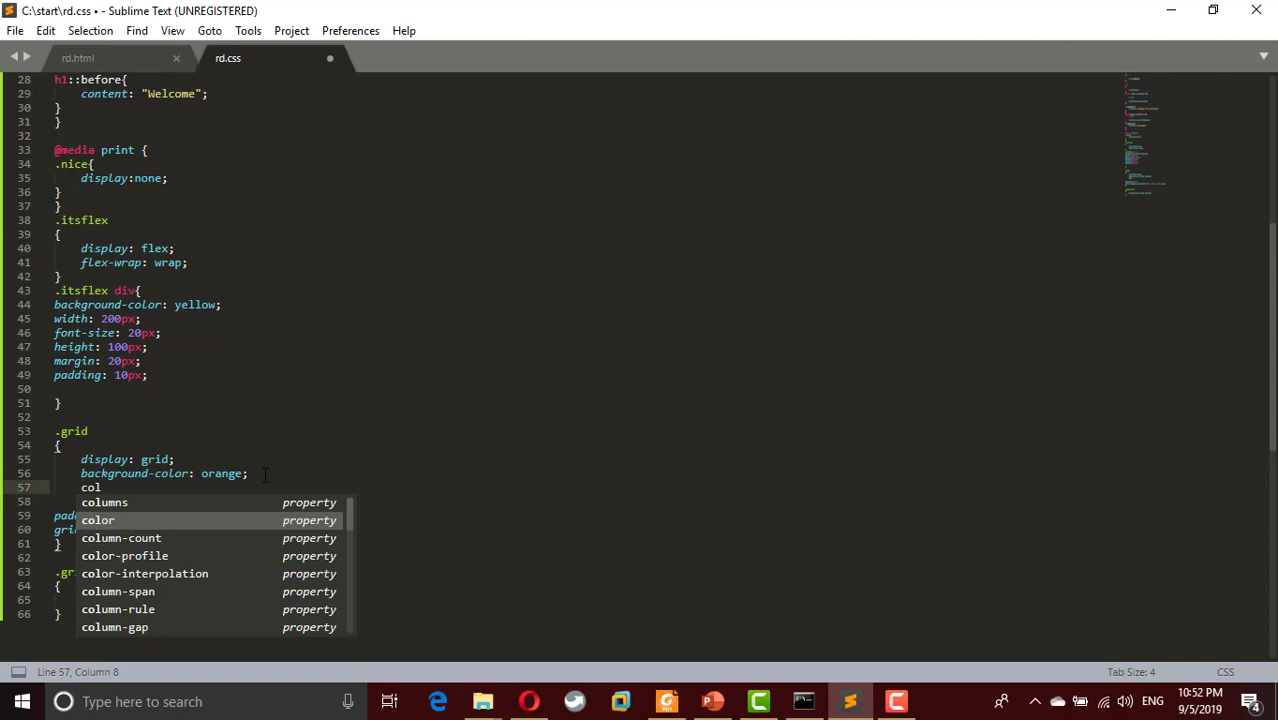 C:\start\rd.css • - Sublime Text (UNREGISTERED)
File Edit Selection Find View Goto Tools Project Preferences Help
rd.html rd.css
28 h1::before{
29 content: "Welcome";
30 }
31 }
32
33 @media print {
34 .nice{
35 display:none;
36 }
37 }
38 .itsflex
39 {
40 display: flex;
41 flex-wrap: wrap;
42 }
43 .itsflex div{
44 background-color: yellow;
45 width: 200px;
46 font-size: 20px;
47 height: 100px;
48 margin: 20px;
49 padding: 10px;
50
51 }
52
53 .grid
54 {
55 display: grid;
56 background-color: orange;
57 col
58 columns property
color property
59 pad
60 gri column-count property
61 } color-profile property
62 color-interpolation property
63 .gr
64 { column-span property
65 column-rule property
66 }
column-gap property
Line 57, Column 8 Tab Size: 4 CSS
Type here to search ENG 10:52 PM
9/5/2019 4